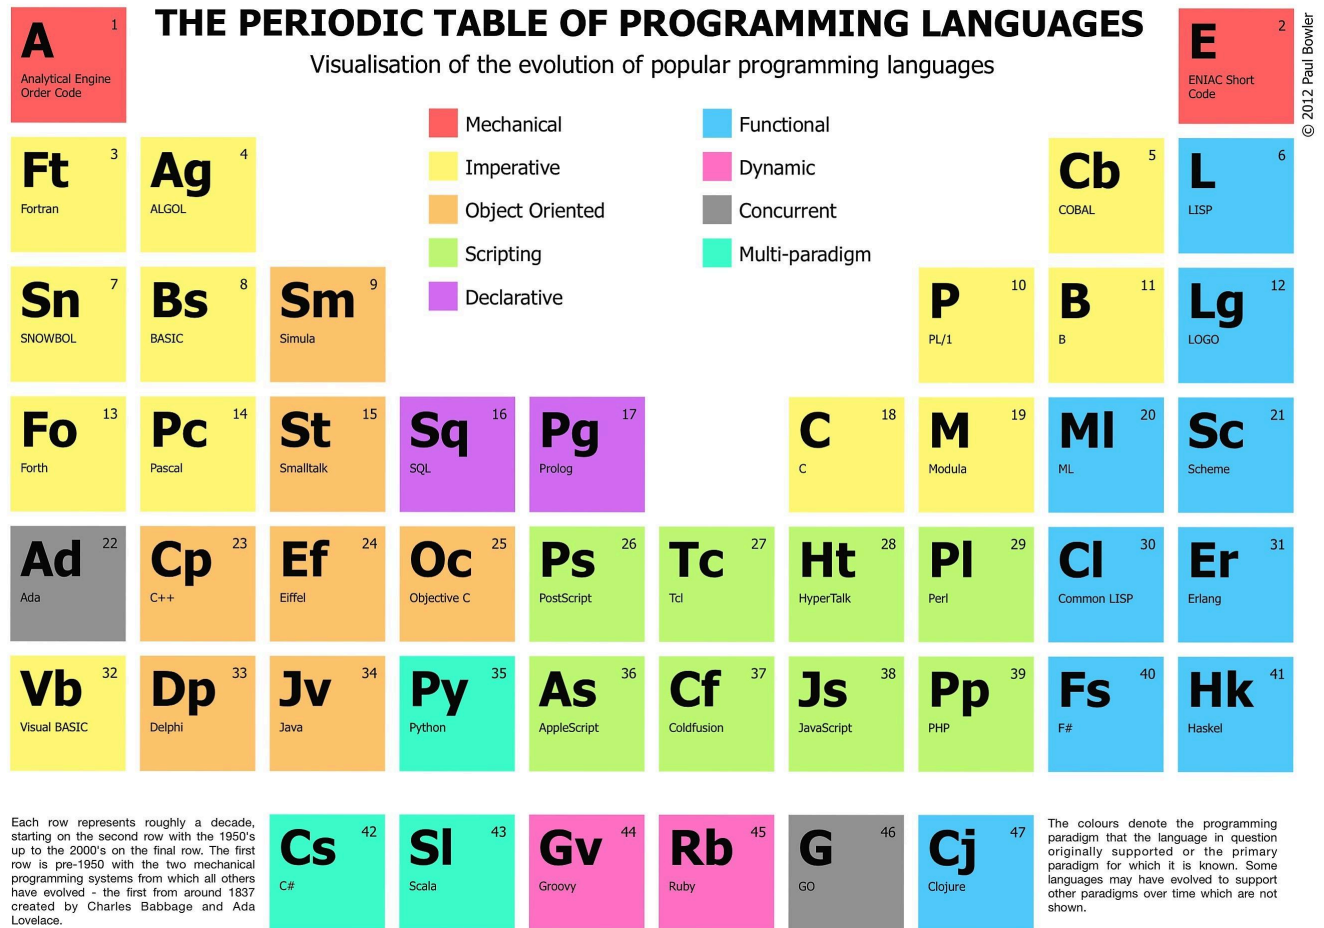 THE PERIODIC TABLE OF PROGRAMMING LANGUAGES
Visualisation of the evolution of popular programming languages
© 2012 Paul Bowler
A 1
Analytical Engine
Order Code
E 2
ENIAC Short
Code
Mechanical
Imperative
Object Oriented
Scripting
Declarative
Functional
Dynamic
Concurrent
Multi-paradigm
Ft 3
Fortran
Ag 4
ALGOL
Cb 5
COBAL
L 6
LISP
Sn 7
SNOWBOL
Bs 8
BASIC
Sm 9
Simula
P 10
PL/1
B 11
B
Lg 12
LOGO
Fo 13
Forth
Pc 14
Pascal
St 15
Smalltalk
Sq 16
SQL
Pg 17
Prolog
C 18
C
M 19
Modula
Ml 20
ML
Sc 21
Scheme
Ad 22
Ada
Cp 23
C++
Ef 24
Eiffel
Oc 25
Objective C
Ps 26
PostScript
Tc 27
Tcl
Ht 28
HyperTalk
Pl 29
Perl
Cl 30
Common LISP
Er 31
Erlang
Vb 32
Visual BASIC
Dp 33
Delphi
Jv 34
Java
Py 35
Python
As 36
AppleScript
Cf 37
Coldfusion
Js 38
JavaScript
Pp 39
PHP
Fs 40
F#
Hk 41
Haskel
Each row represents roughly a decade,
starting on the second row with the 1950's
up to the 2000's on the final row. The first
row is pre-1950 with the two mechanical
programming systems from which all others
have evolved - the first from around 1837
created by Charles Babbage and Ada
Lovelace.
Cs 42
C#
Sl 43
Scala
Gv 44
Groovy
Rb 45
Ruby
G 46
GO
Cj 47
Clojure
The colours denote the programming
paradigm that the language in question
originally supported or the primary
paradigm for which it is known. Some
languages may have evolved to support
other paradigms over time which are not
shown.